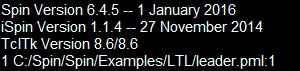 Spin Version 6.4.5 -- 1 January 2016
iSpin Version 1.1.4 -- 27 November 2014
TclTk Version 8.6/8.6
1 C:/Spin/Spin/Examples/LTL/leader.pml:1